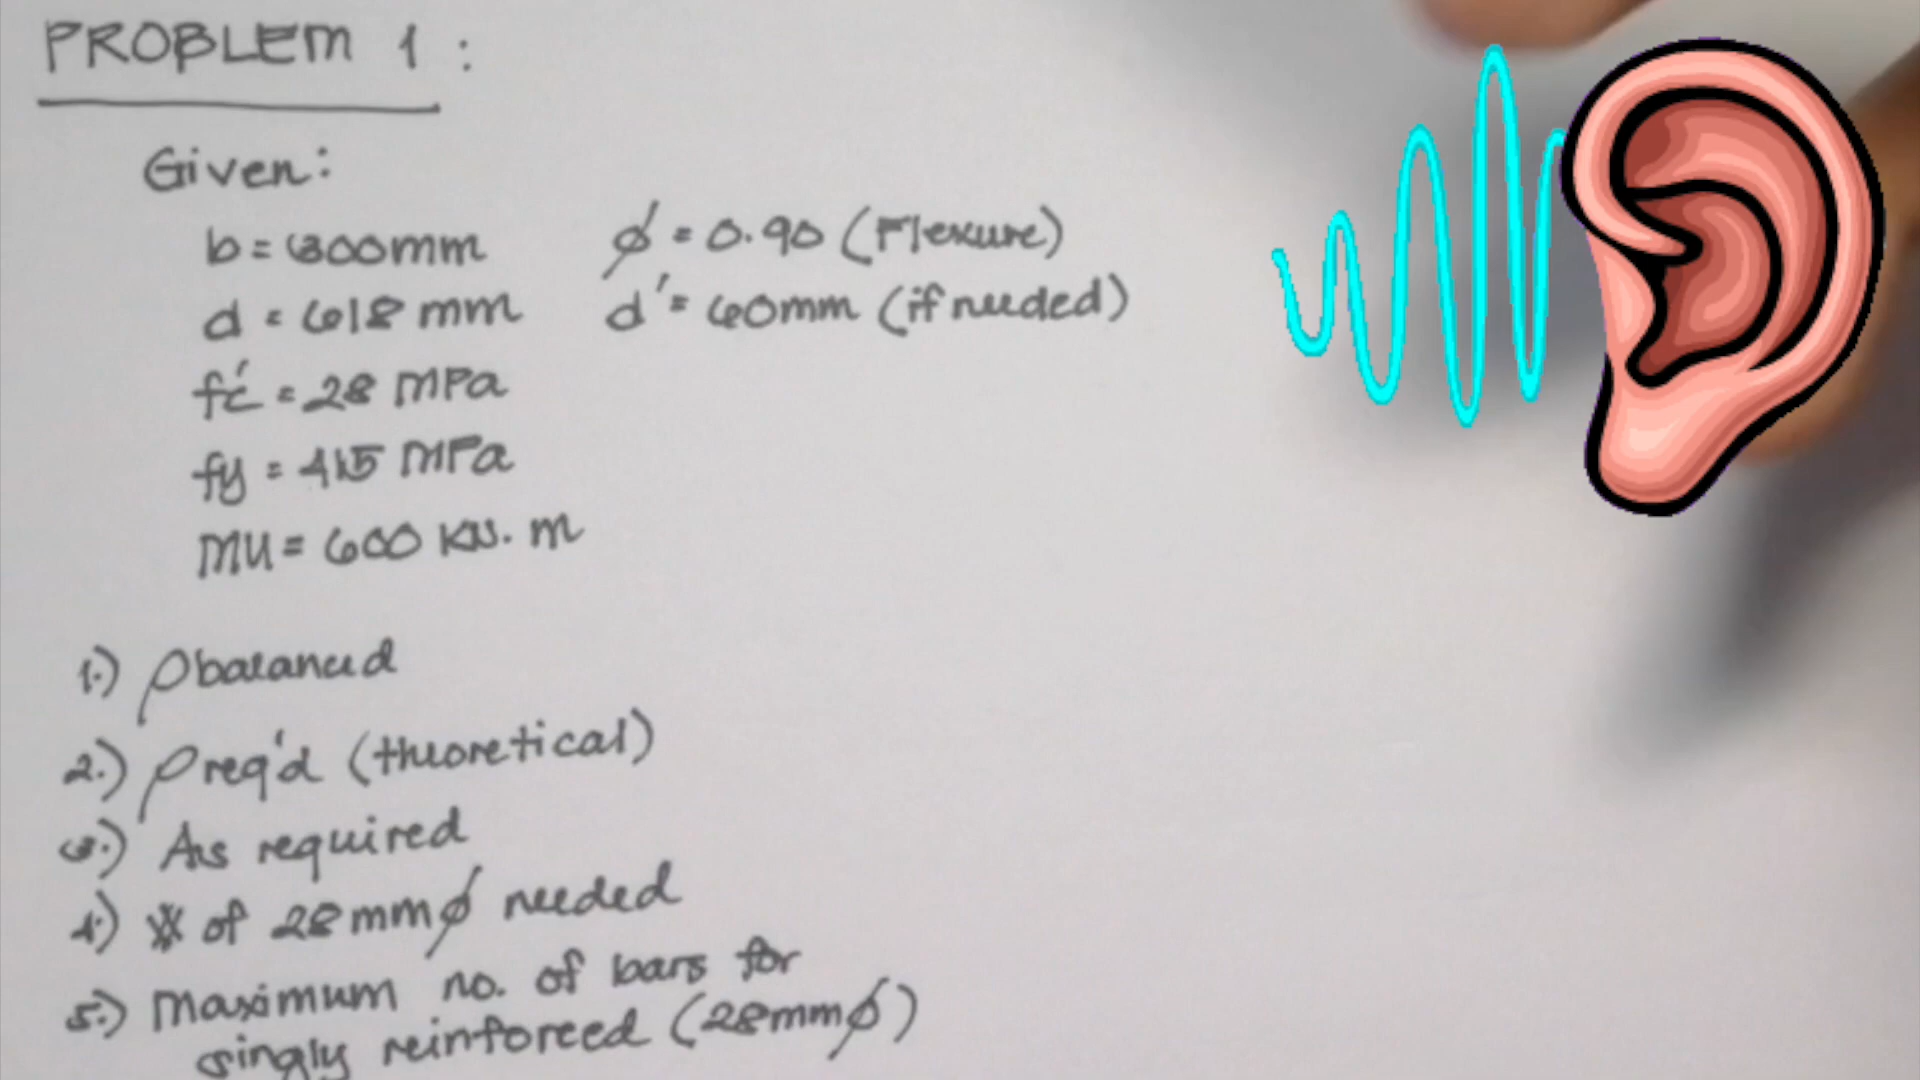 PROBLEM 1:
Given:
b = 300mm
d = 618 mm
fc' = 28 MPa
fy = 415 MPa
MU = 600 KN.m
φ = 0.90 (Flexure)
d' = 60mm (if needed)
1.) ρbalanced
2.) ρreq'd (theoretical)
3.) As required
4.) # of 28mmφ needed
5.) Maximum no. of bars for
singly reinforced (28mmφ)